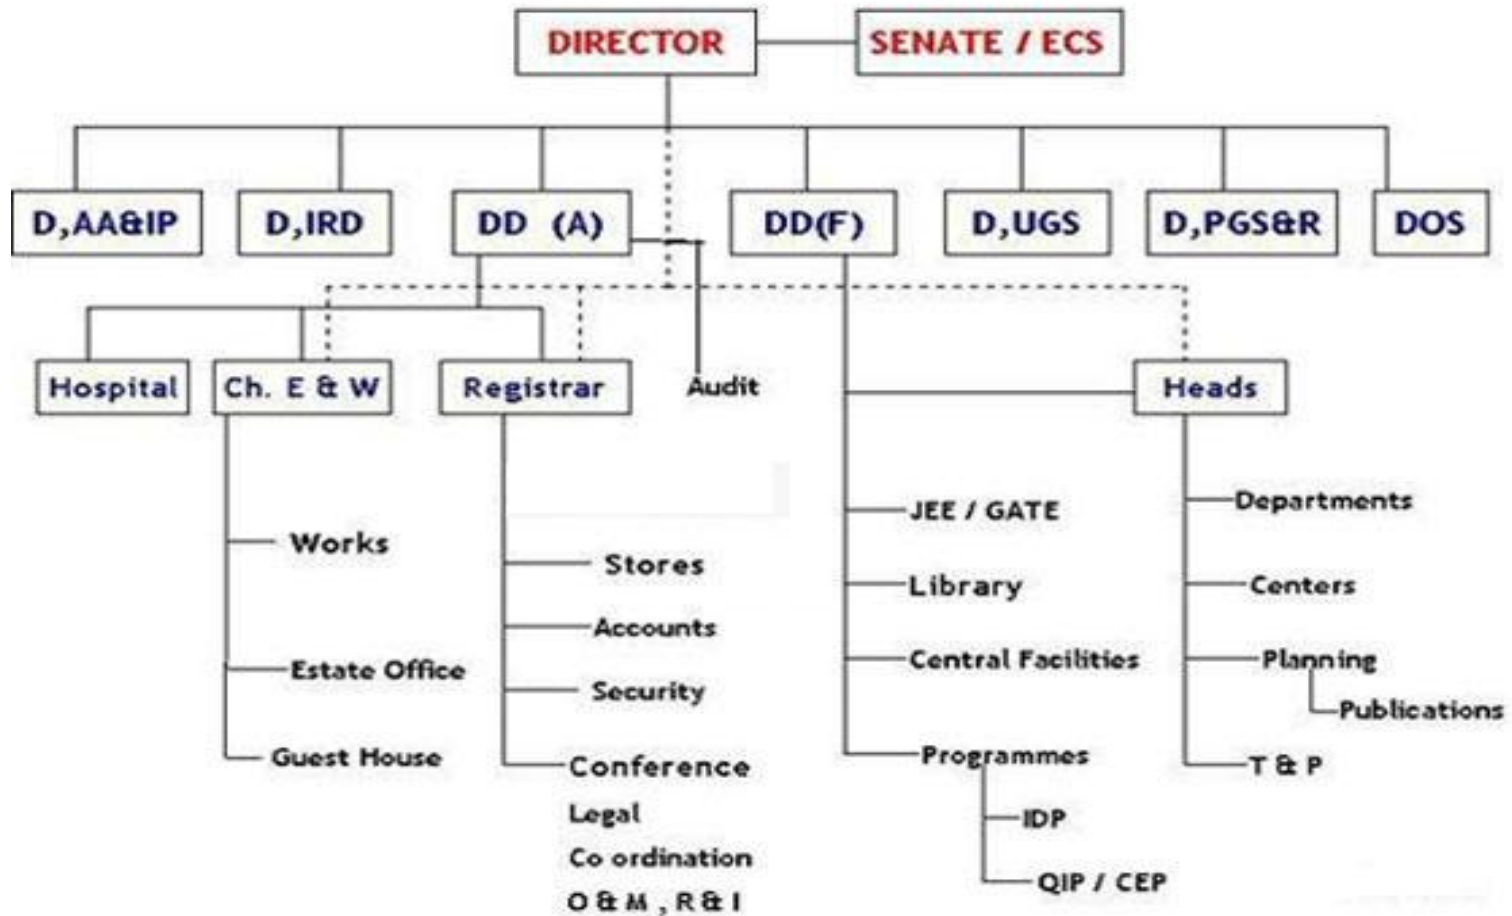 DIRECTOR
SENATE / ECS
D,AA&IP
D,IRD
DD (A)
DD(F)
D,UGS
D,PGS&R
DOS
Hospital
Ch. E & W
Registrar
Audit
Heads
Works
Estate Office
Guest House
Stores
Accounts
Security
Conference
Legal
Co ordination
O & M , R & I
JEE / GATE
Library
Central Facilities
Programmes
IDP
QIP / CEP
Departments
Centers
Planning
Publications
T & P